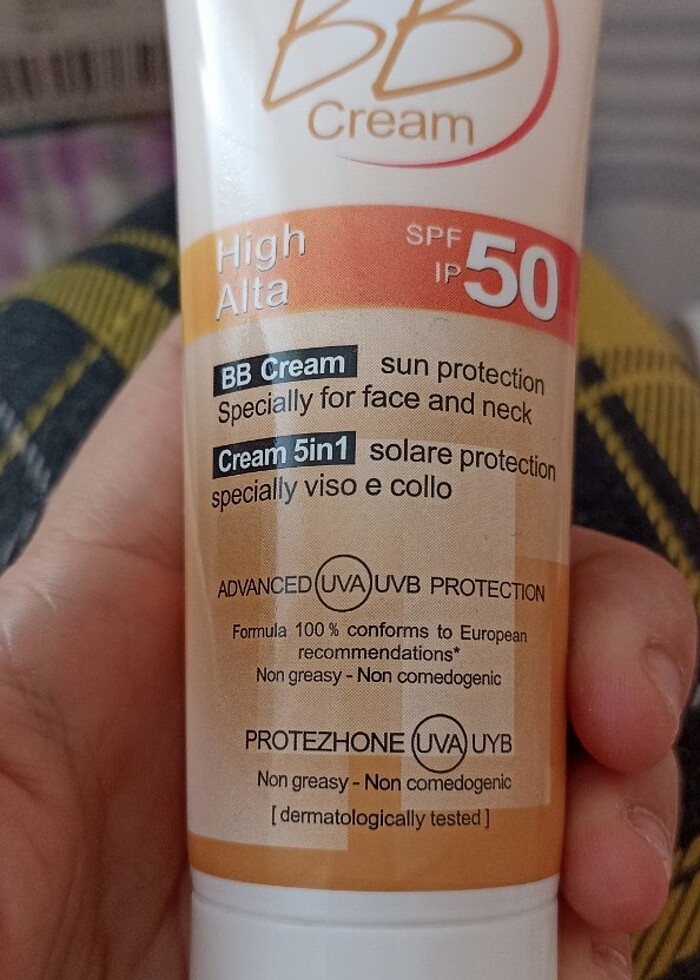 BB
Cream
High
Alta
SPF
IP 50
BB Cream sun protection
Specially for face and neck
Cream 5in1 solare protection
specially viso e collo
ADVANCED UVA UVB PROTECTION
Formula 100% conforms to European
recommendations*
Non greasy - Non comedogenic
PROTEZHONE UVA UYB
Non greasy - Non comedogenic
[ dermatologically tested ]